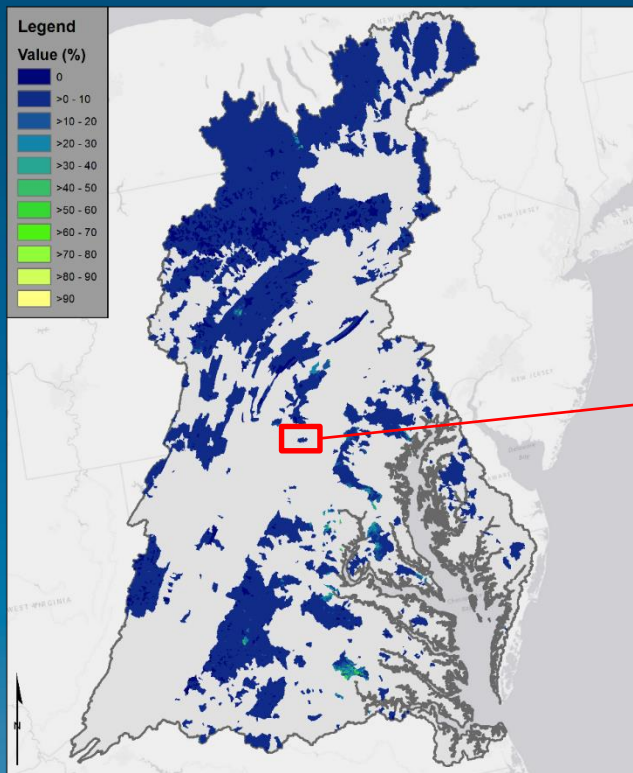 Legend
Value (%)
0
>0 - 10
>10 - 20
>20 - 30
>30 - 40
>40 - 50
>50 - 60
>60 - 70
>70 - 80
>80 - 90
>90
NEW JERSEY
NEW JERSEY
WEST VIRGINIA
N